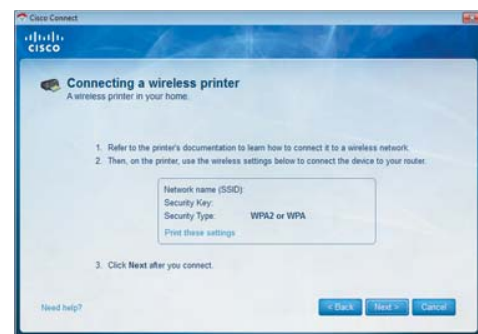 Cisco Connect
CISCO
Connecting a wireless printer
A wireless printer in your home.
1. Refer to the printer's documentation to learn how to connect it to a wireless network.
2. Then, on the printer, use the wireless settings below to connect the device to your router.
Network name (SSID):
Security Key:
Security Type: WPA2 or WPA
Print these settings
3. Click Next after you connect.
Need help?
< Back Next > Cancel